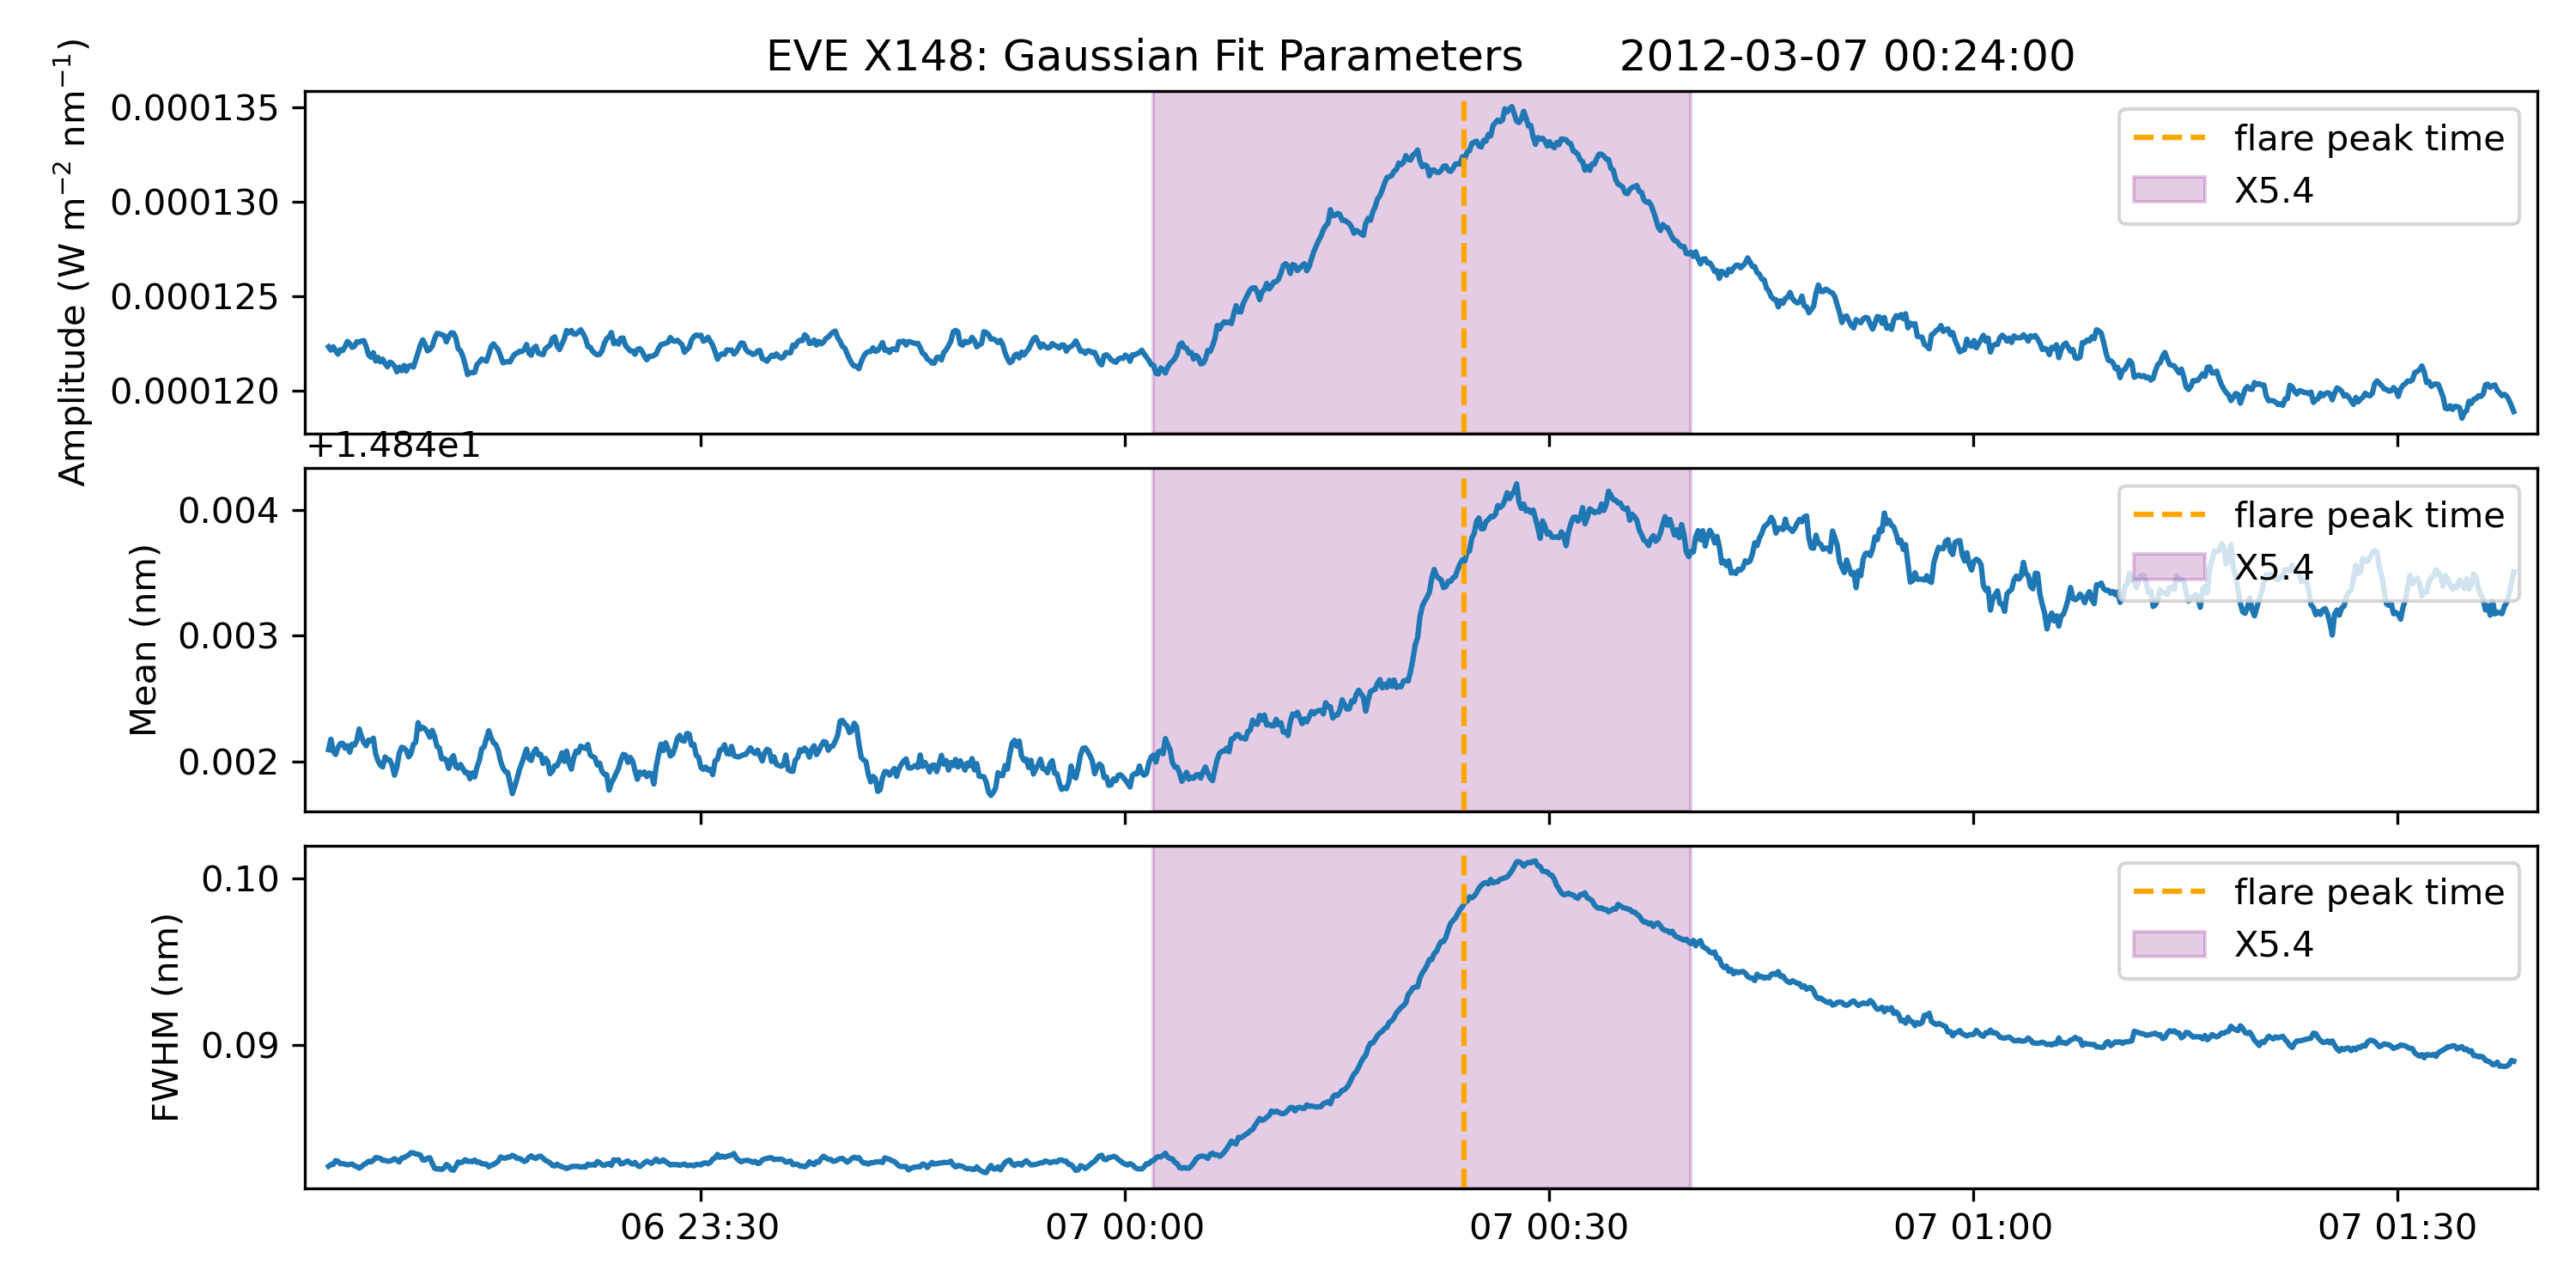 EVE X148: Gaussian Fit Parameters 2012-03-07 00:24:00
Amplitude (W m⁻² nm⁻¹)
0.000135
0.000130
0.000125
0.000120
flare peak time
X5.4
+1.484e1
Mean (nm)
0.004
0.003
0.002
flare peak time
X5.4
FWHM (nm)
0.10
0.09
flare peak time
X5.4
06 23:30 07 00:00 07 00:30 07 01:00 07 01:30